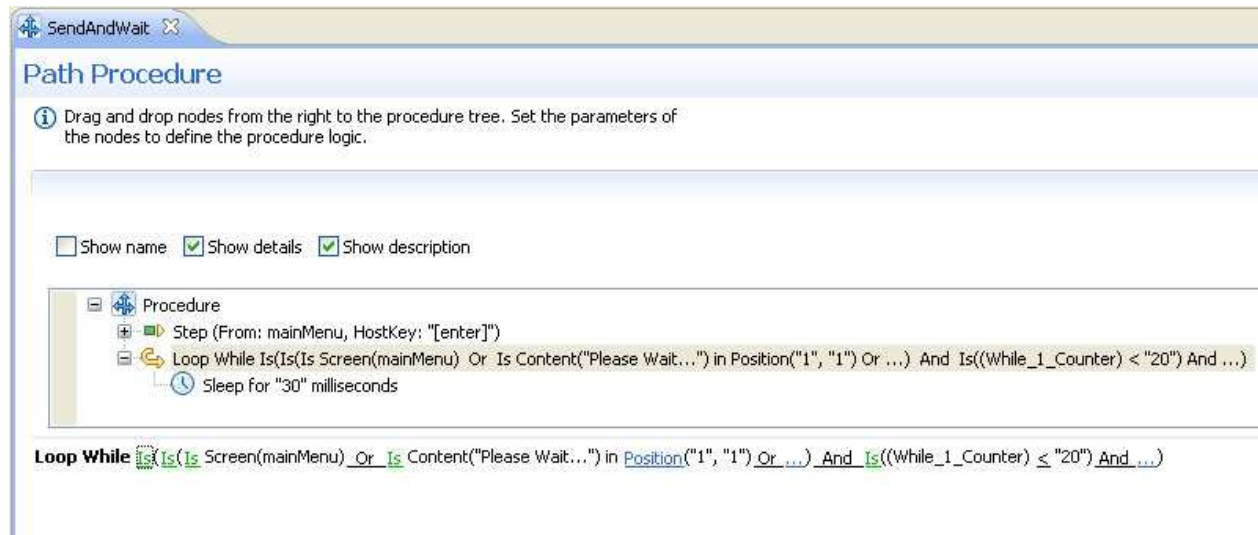 SendAndWait
Path Procedure
Drag and drop nodes from the right to the procedure tree. Set the parameters of
the nodes to define the procedure logic.
Show name Show details Show description
Procedure
Step (From: mainMenu, HostKey: "[enter]")
Loop While Is(Is(Is Screen(mainMenu) Or Is Content("Please Wait...") in Position("1", "1") Or ...) And Is((While_1_Counter) < "20") And ...)
Sleep for "30" milliseconds
Loop While Is(Is(Is Screen(mainMenu) Or Is Content("Please Wait...") in Position("1", "1") Or ...) And Is((While_1_Counter) < "20") And ...)